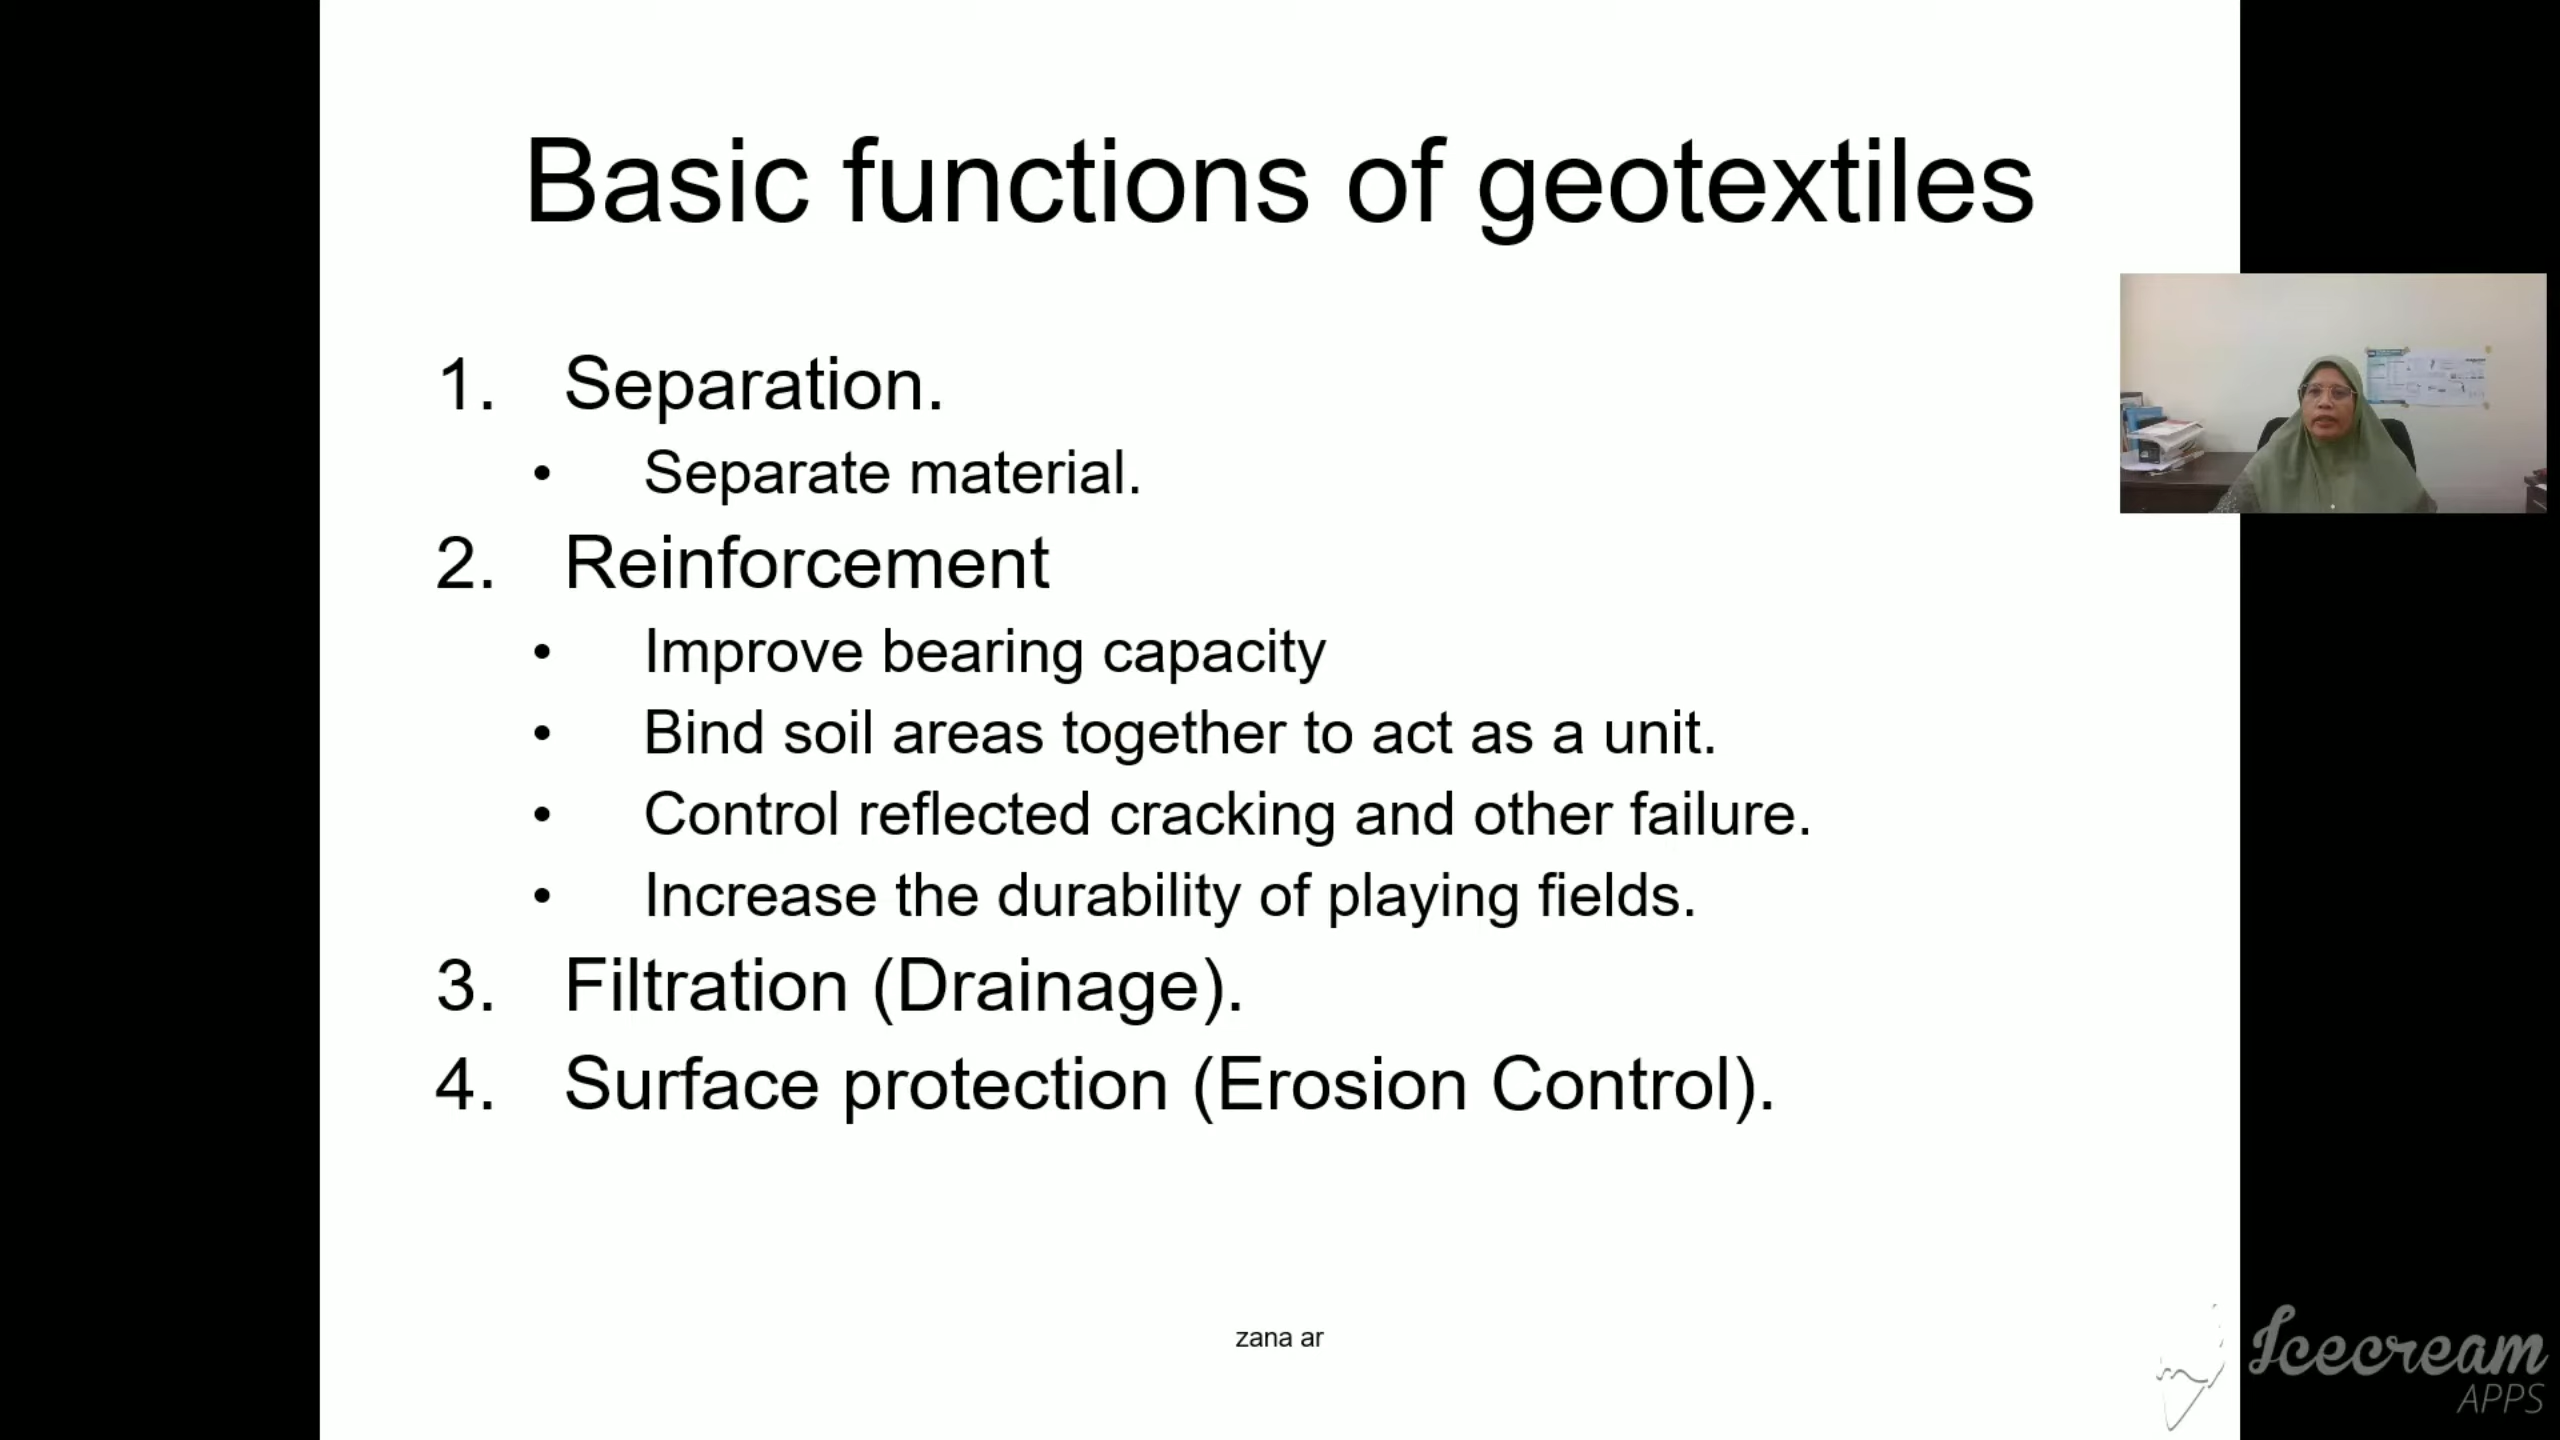 Basic functions of geotextiles
1. Separation.
• Separate material.
2. Reinforcement
• Improve bearing capacity
• Bind soil areas together to act as a unit.
• Control reflected cracking and other failure.
• Increase the durability of playing fields.
3. Filtration (Drainage).
4. Surface protection (Erosion Control).
zana ar
Icecream
APPS